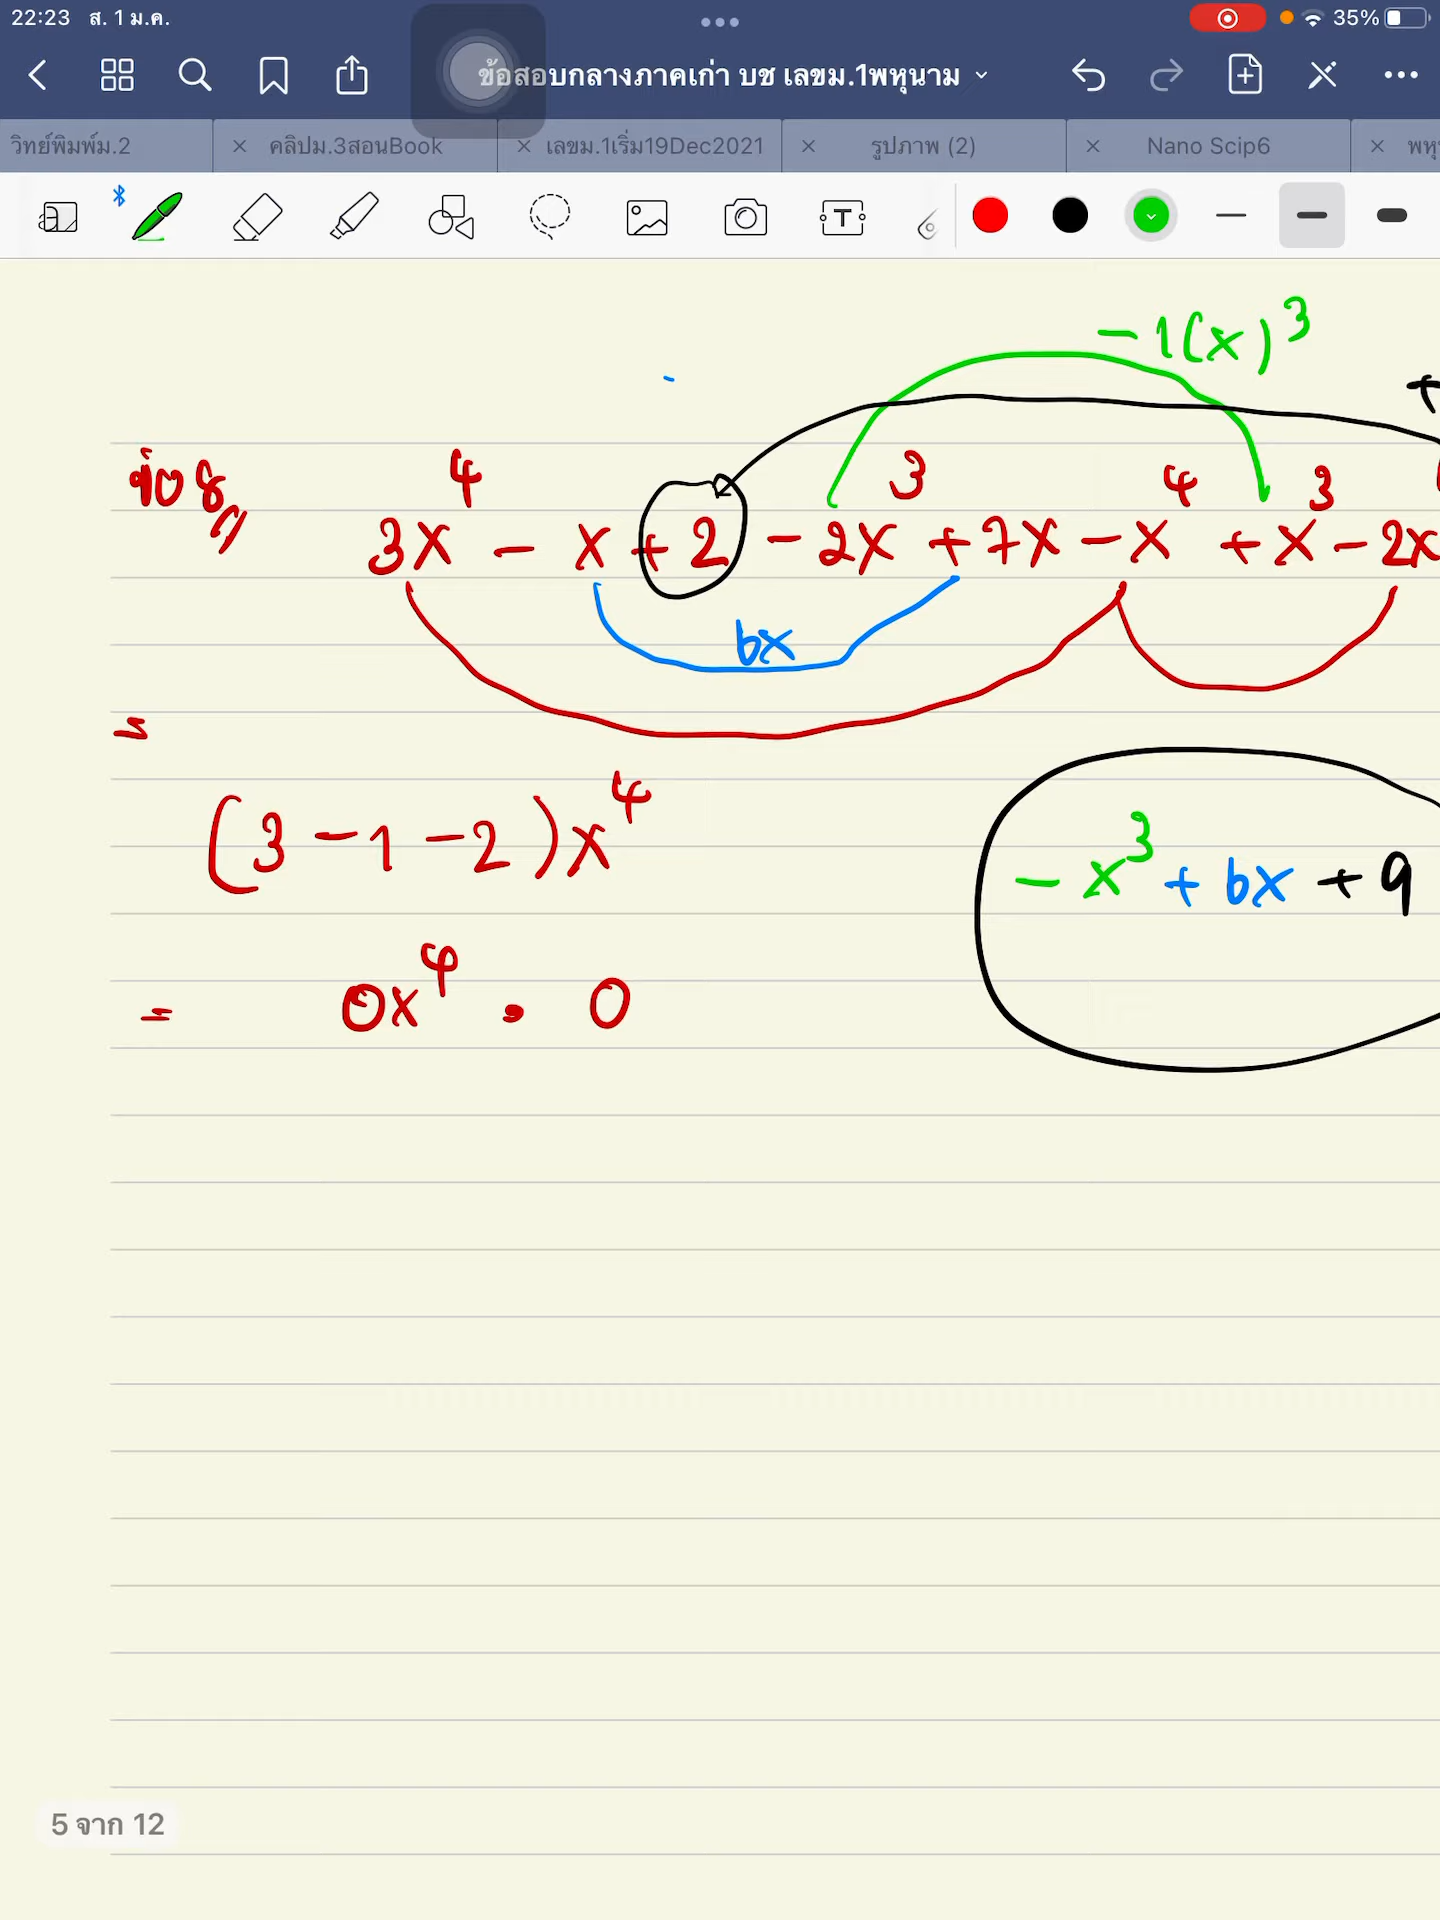 22:23 ส. 1 ม.ค.
35%
ข้อสอบกลางภาคเก่า บช เลขม.1พหุนาม
วิทย์พิมพ์ม.2
คลิปม.3สอนBook
เลขม.1เริ่ม19Dec2021
รูปภาพ (2)
Nano Scip6
พหุ
-1(x)³
+
ข้อ 8
3x⁴ - x + 2 - 2x³ + 7x - x⁴ + x³ - 2x
6x
=
(3 - 1 - 2)x⁴
- x³ + 6x + 9
= 0x⁴ = 0
5 จาก 12